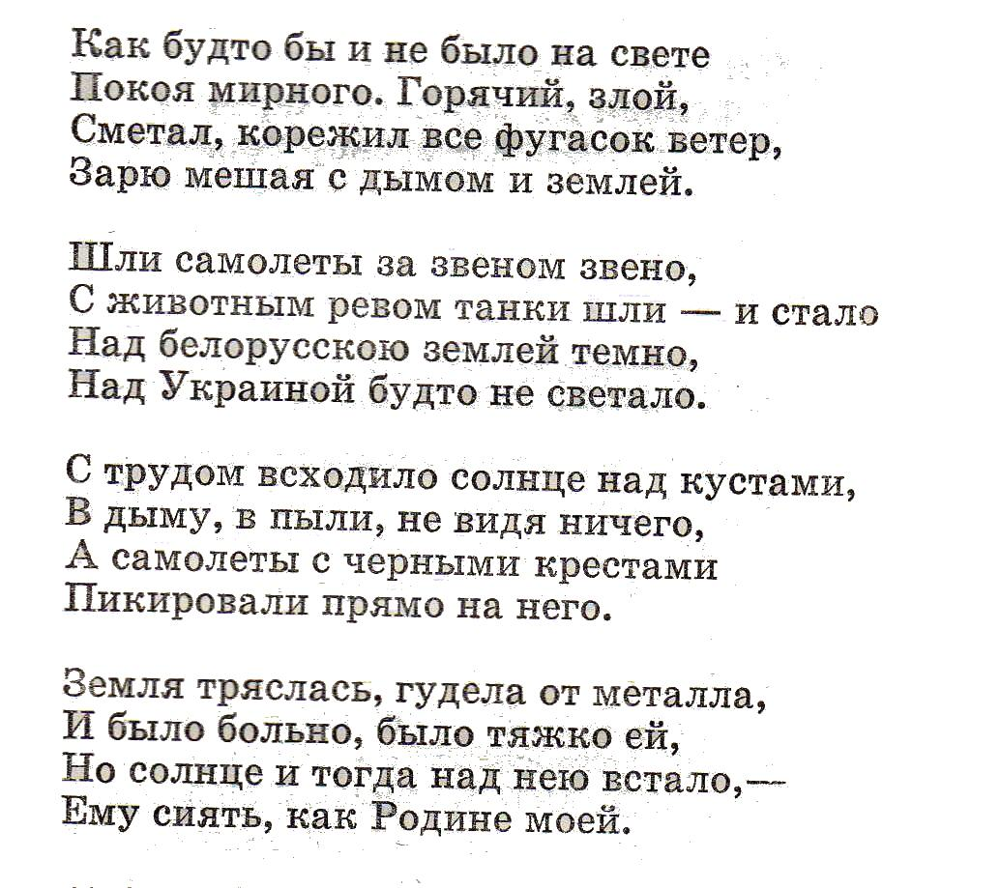 Как будто бы и не было на свете
Покоя мирного. Горячий, злой,
Сметал, корежил все фугасок ветер,
Зарю мешая с дымом и землей.
Шли самолеты за звеном звено,
С животным ревом танки шли — и стало
Над белорусскою землей темно,
Над Украиной будто не светало.
С трудом всходило солнце над кустами,
В дыму, в пыли, не видя ничего,
А самолеты с черными крестами
Пикировали прямо на него.
Земля тряслась, гудела от металла,
И было больно, было тяжко ей,
Но солнце и тогда над нею встало,—
Ему сиять, как Родине моей.